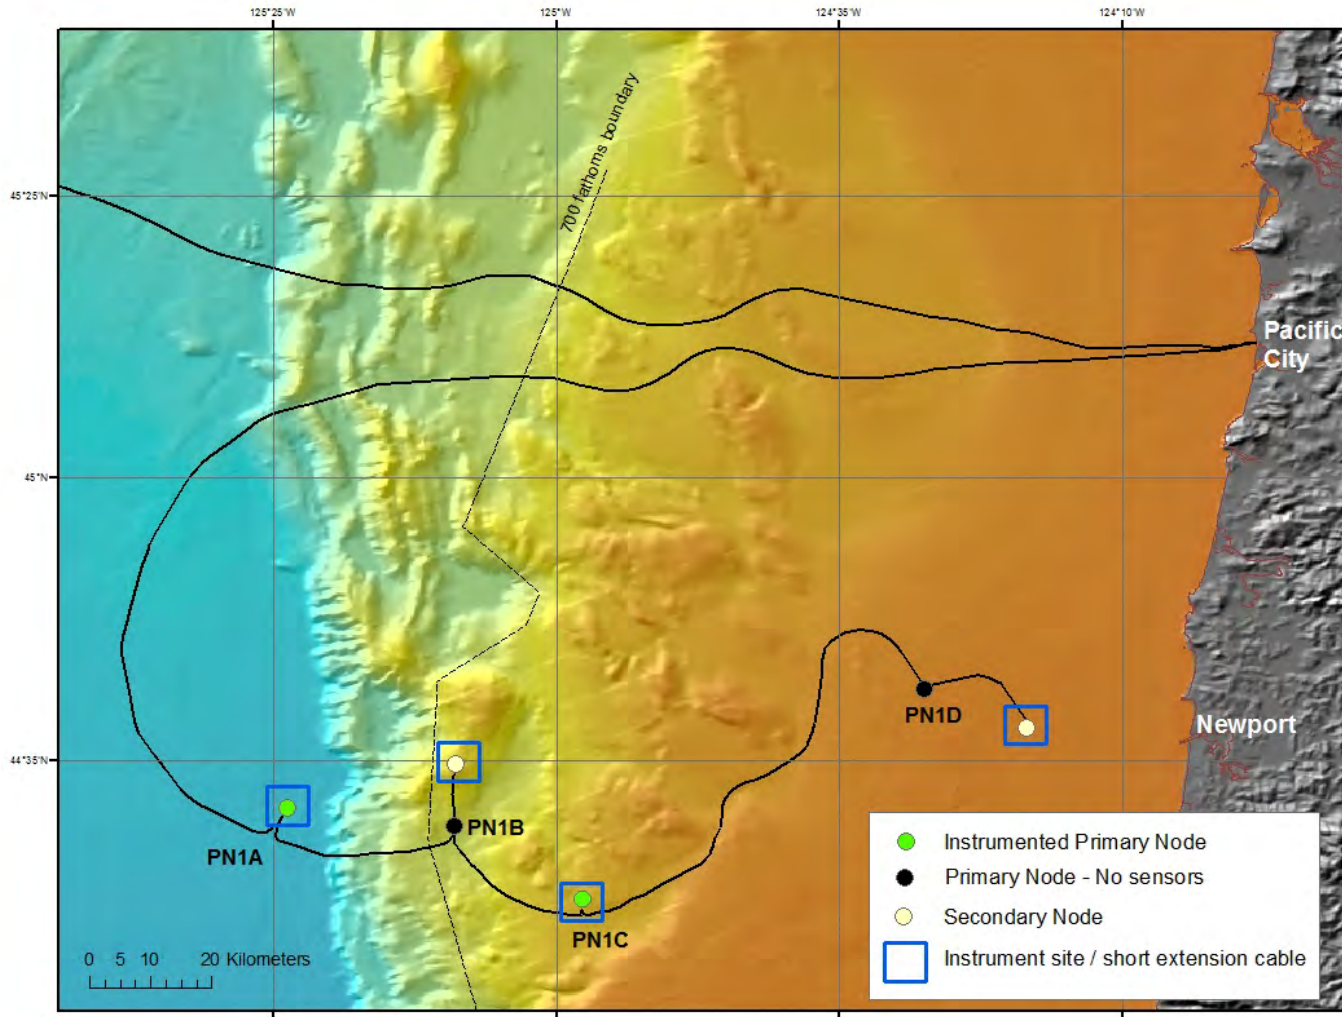 125°25'W
125°W
124°35'W
124°10'W
700 fathoms boundary
45°25'N
Pacific
City
45°N
PN1D
Newport
44°35'N
PN1B
PN1A
PN1C
Instrumented Primary Node
Primary Node - No sensors
Secondary Node
Instrument site / short extension cable
0 5 10 20 Kilometers